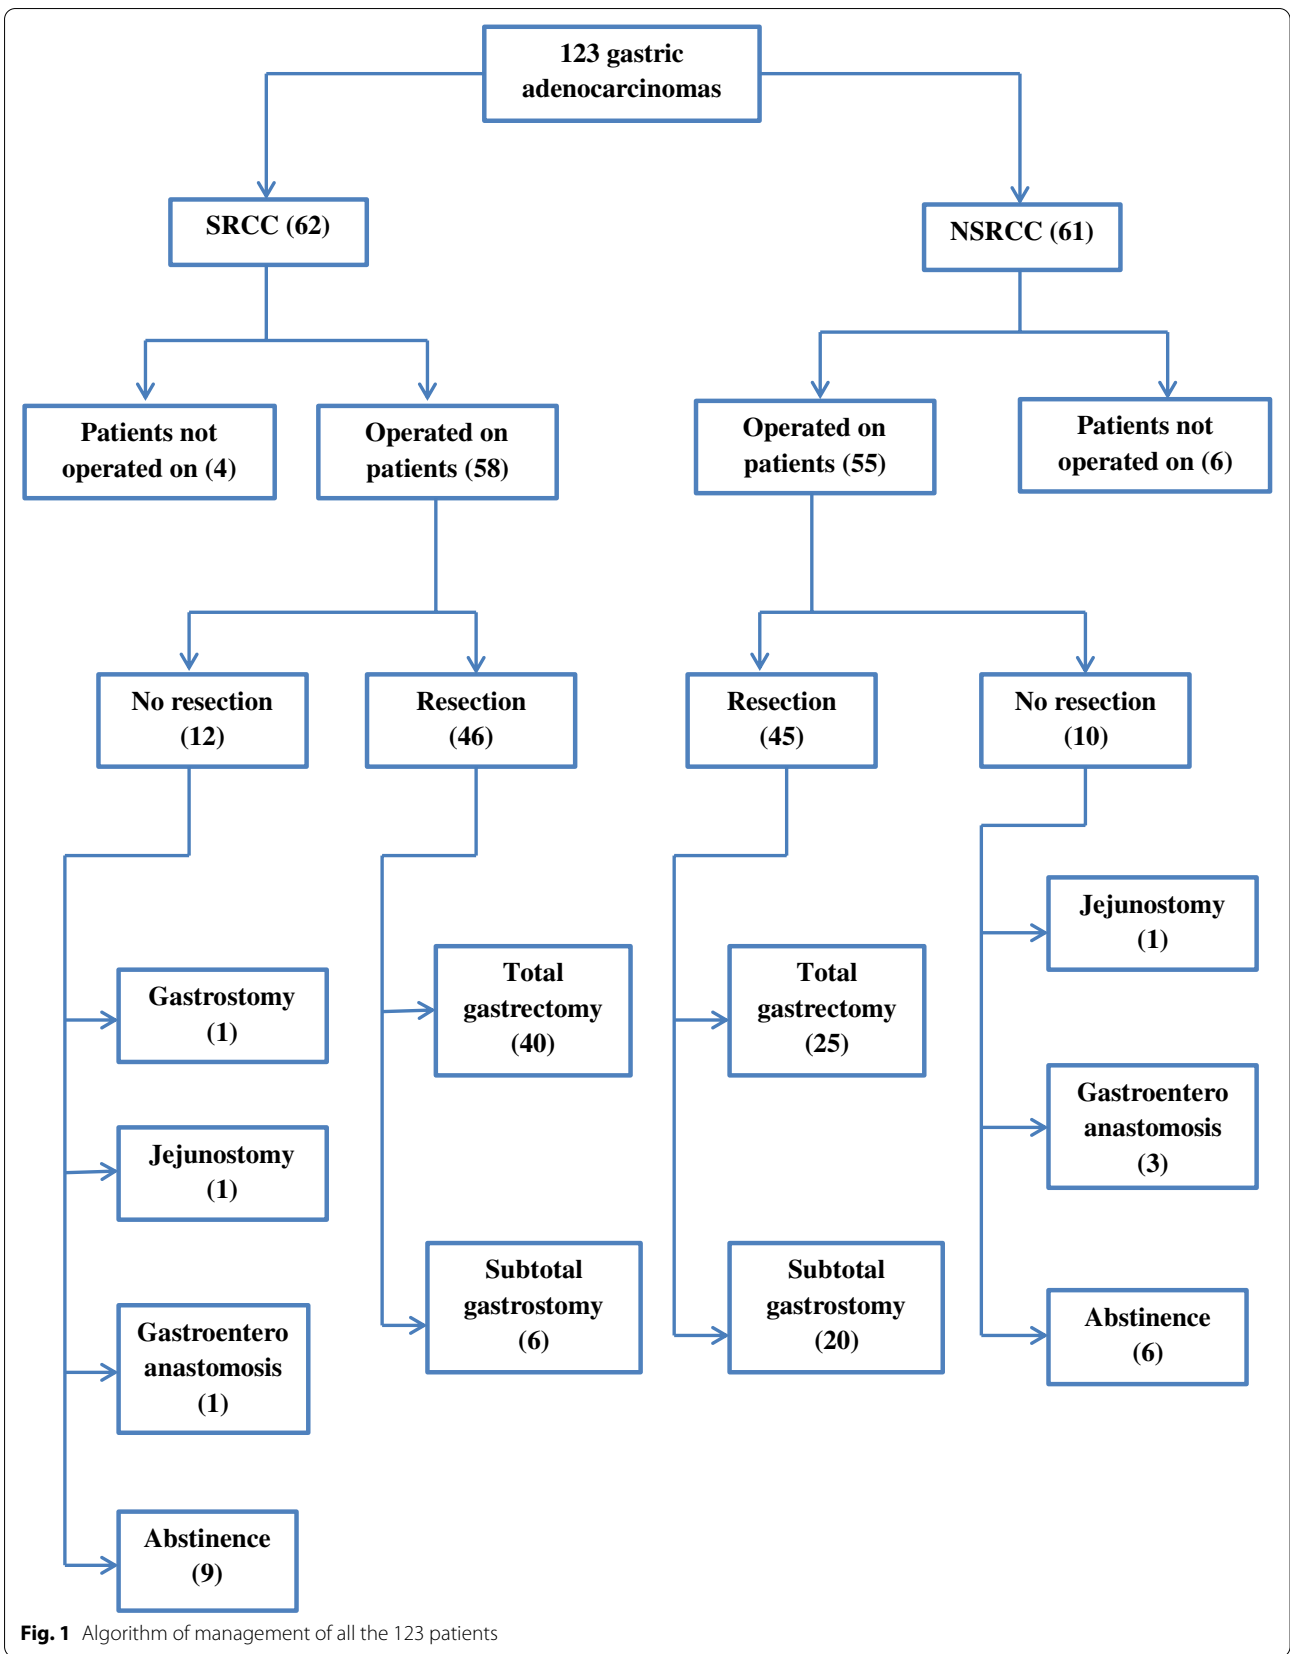 123 gastric
adenocarcinomas
SRCC (62)
NSRCC (61)
Patients not
operated on (4)
Operated on
patients (58)
Operated on
patients (55)
Patients not
operated on (6)
No resection
(12)
Resection
(46)
Resection
(45)
No resection
(10)
Gastrostomy
(1)
Jejunostomy
(1)
Gastroentero
anastomosis
(1)
Abstinence
(9)
Total
gastrectomy
(40)
Subtotal
gastrostomy
(6)
Total
gastrectomy
(25)
Subtotal
gastrostomy
(20)
Jejunostomy
(1)
Gastroentero
anastomosis
(3)
Abstinence
(6)
Fig. 1 Algorithm of management of all the 123 patients